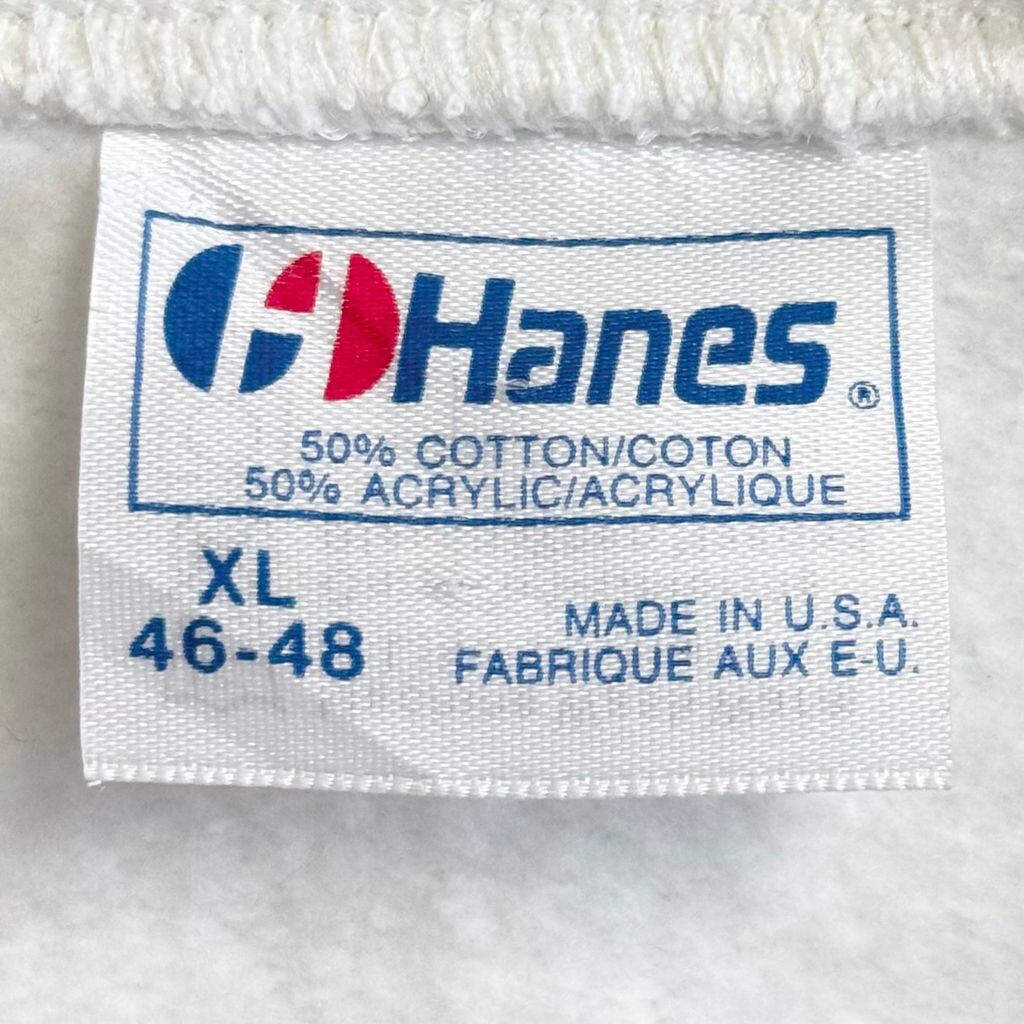 Hanes®
50% COTTON/COTON
50% ACRYLIC/ACRYLIQUE
XL
46-48
MADE IN U.S.A.
FABRIQUE AUX E-U.